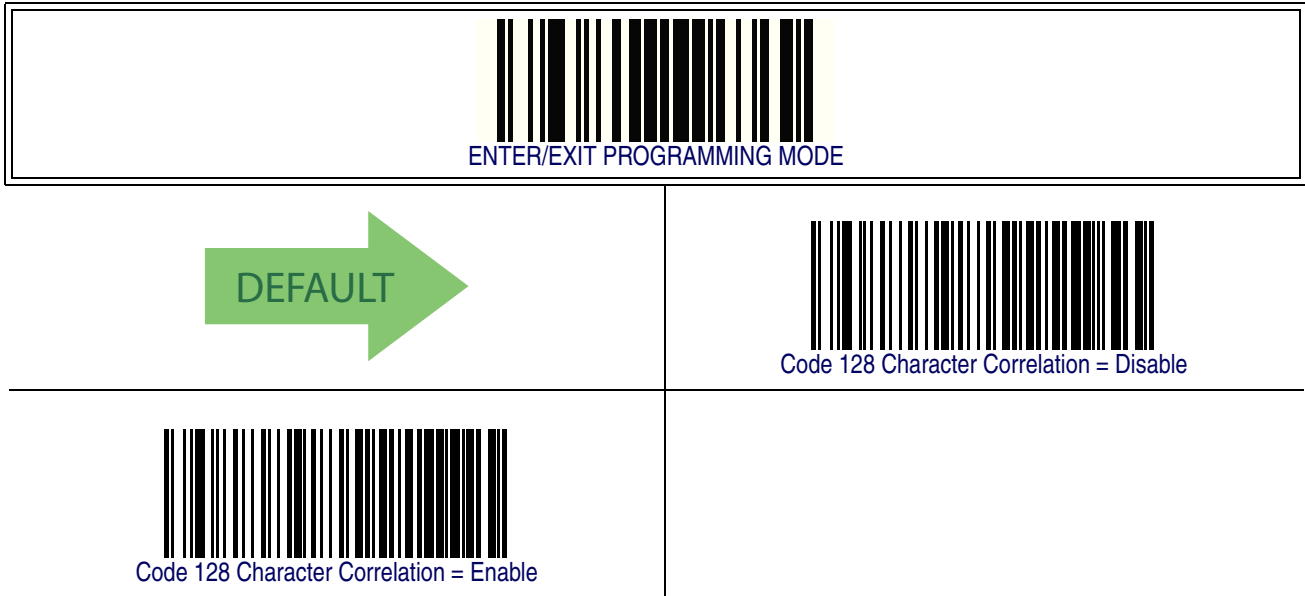 ENTER/EXIT PROGRAMMING MODE
DEFAULT
Code 128 Character Correlation = Disable
Code 128 Character Correlation = Enable